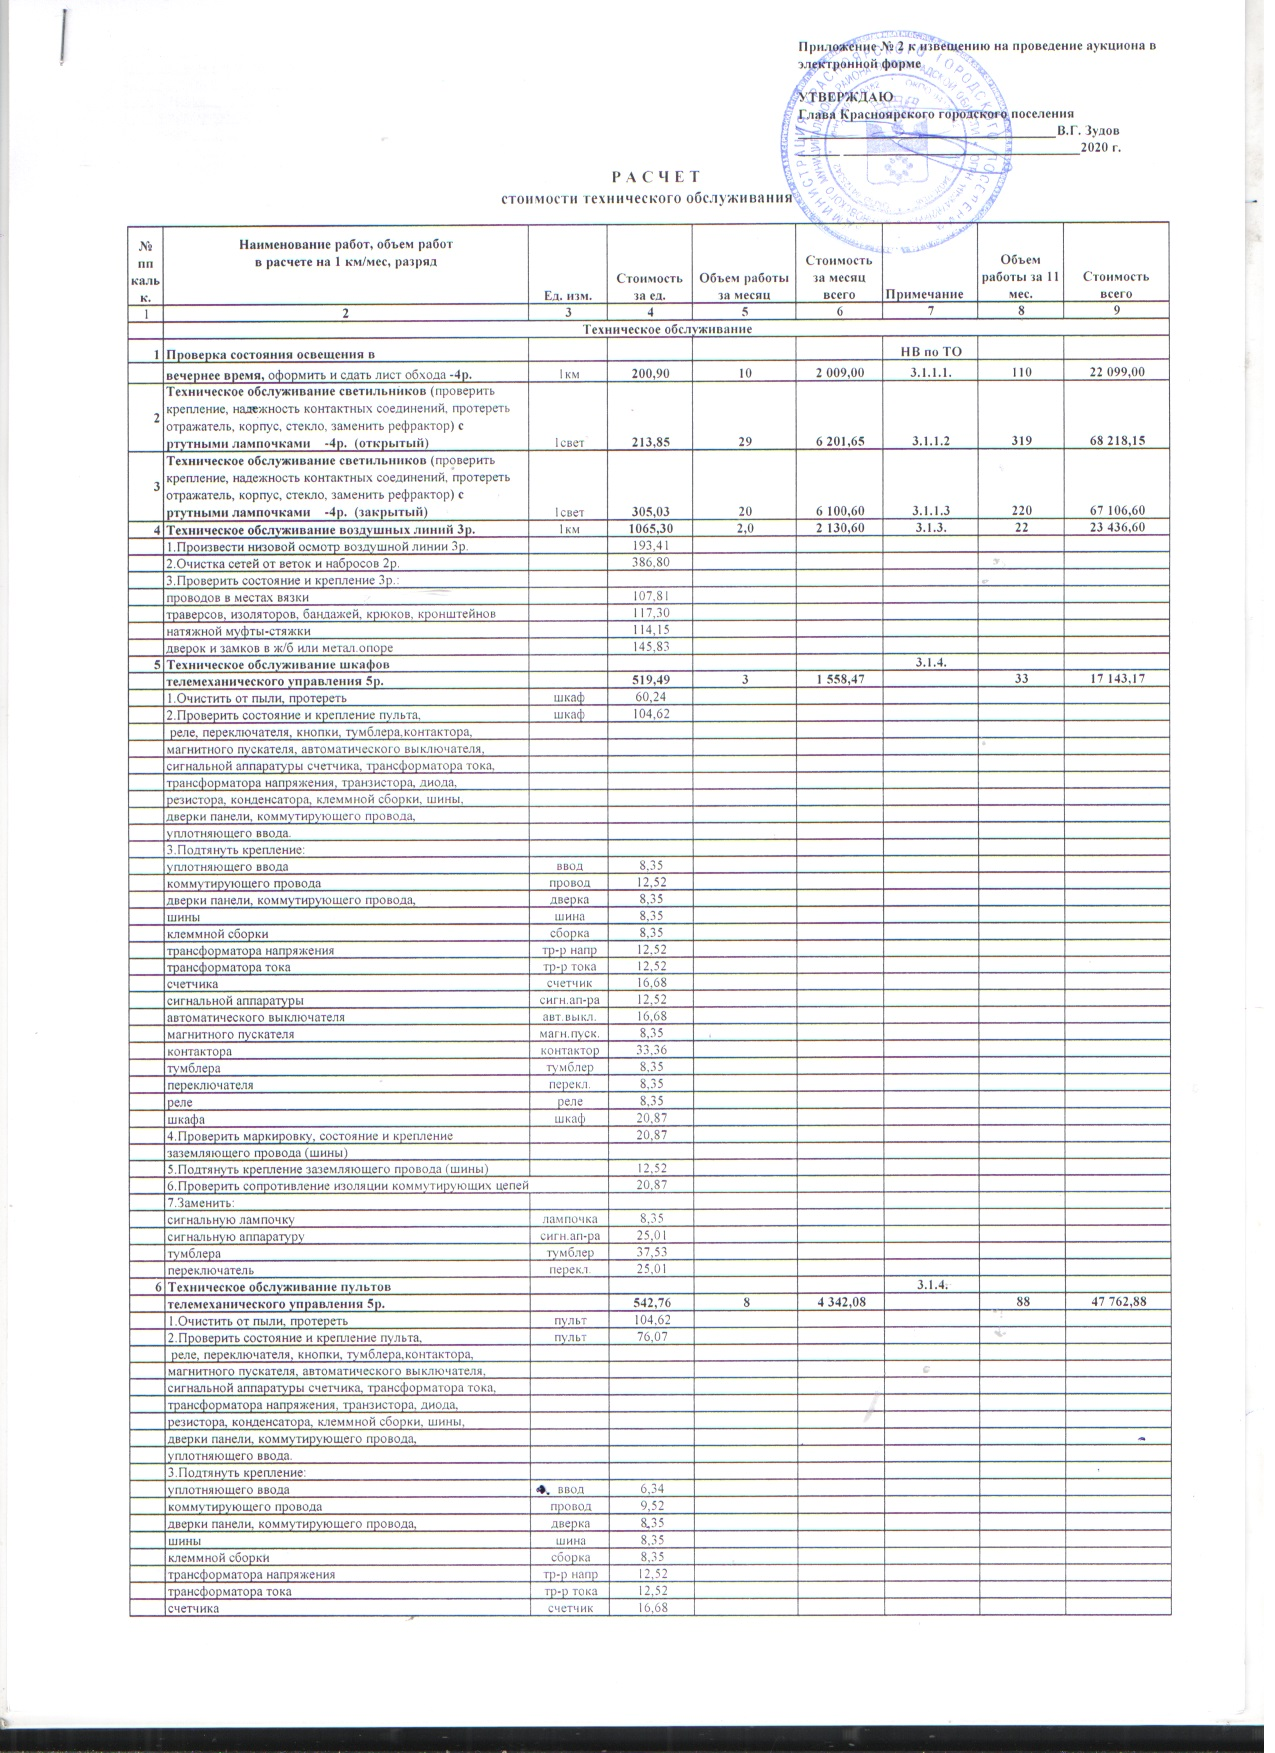 Приложение № 2 к извещению на проведение аукциона в
электронной форме
УТВЕРЖДАЮ
Глава Красноярского городского поселения
В.Г. Зудов
2020 г.
Р А С Ч Е Т
стоимости технического обслуживания
№ пп кальк. Наименование работ, объем работ в расчете на 1 км/мес, разряд Ед. изм. Стоимость за ед. Объем работы за месяц Стоимость за месяц всего Примечание Объем работы за 11 мес. Стоимость всего
1 2 3 4 5 6 7 8 9
Техническое обслуживание
1 Проверка состояния освещения в НВ по ТО
вечернее время, оформить и сдать лист обхода -4р. 1км 200,90 10 2 009,00 3.1.1.1. 110 22 099,00
Техническое обслуживание светильников (проверить
крепление, надежность контактных соединений, протереть
2 отражатель, корпус, стекло, заменить рефрактор) с
ртутными лампочками -4р. (открытый) 1свет 213,85 29 6 201,65 3.1.1.2 319 68 218,15
Техническое обслуживание светильников (проверить
крепление, надежность контактных соединений, протереть
3 отражатель, корпус, стекло, заменить рефрактор) с
ртутными лампочками -4р. (закрытый) 1свет 305,03 20 6 100,60 3.1.1.3 220 67 106,60
4 Техническое обслуживание воздушных линий 3р. 1км 1065,30 2,0 2 130,60 3.1.3. 22 23 436,60
1.Произвести низовой осмотр воздушной линии 3р. 193,41
2.Очистка сетей от веток и набросов 2р. 386,80
3.Проверить состояние и крепление 3р.:
проводов в местах вязки 107,81
траверсов, изоляторов, бандажей, крюков, кронштейнов 117,30
натяжной муфты-стяжки 114,15
дверок и замков в ж/б или метал.опоре 145,83
5 Техническое обслуживание шкафов 3.1.4.
телемеханического управления 5р. 519,49 3 1 558,47 33 17 143,17
1.Очистить от пыли, протереть шкаф 60,24
2.Проверить состояние и крепление пульта, шкаф 104,62
реле, переключателя, кнопки, тумблера,контактора,
магнитного пускателя, автоматического выключателя,
сигнальной аппаратуры счетчика, трансформатора тока,
трансформатора напряжения, транзистора, диода,
резистора, конденсатора, клеммной сборки, шины,
дверки панели, коммутирующего провода,
уплотняющего ввода.
3.Подтянуть крепление:
уплотняющего ввода ввод 8,35
коммутирующего провода провод 12,52
дверки панели, коммутирующего провода, дверка 8,35
шины шина 8,35
клеммной сборки сборка 8,35
трансформатора напряжения тр-р напр 12,52
трансформатора тока тр-р тока 12,52
счетчика счетчик 16,68
сигнальной аппаратуры сигн.ап-ра 12,52
автоматического выключателя авт.выкл. 16,68
магнитного пускателя магн.пуск. 8,35
контактора контактор 33,36
тумблера тумблер 8,35
переключателя перекл. 8,35
реле реле 8,35
шкафа шкаф 20,87
4.Проверить маркировку, состояние и крепление 20,87
заземляющего провода (шины)
5.Подтянуть крепление заземляющего провода (шины) 12,52
6.Проверить сопротивление изоляции коммутирующих цепей 20,87
7.Заменить:
сигнальную лампочку лампочка 8,35
сигнальную аппаратуру сигн.ап-ра 25,01
тумблера тумблер 37,53
переключатель перекл. 25,01
6 Техническое обслуживание пультов 3.1.4.
телемеханического управления 5р. 542,76 8 4 342,08 88 47 762,88
1.Очистить от пыли, протереть пульт 104,62
2.Проверить состояние и крепление пульта, пульт 76,07
реле, переключателя, кнопки, тумблера,контактора,
магнитного пускателя, автоматического выключателя,
сигнальной аппаратуры счетчика, трансформатора тока,
трансформатора напряжения, транзистора, диода,
резистора, конденсатора, клеммной сборки, шины,
дверки панели, коммутирующего провода,
уплотняющего ввода.
3.Подтянуть крепление:
уплотняющего ввода ввод 6,34
коммутирующего провода провод 9,52
дверки панели, коммутирующего провода, дверка 8,35
шины шина 8,35
клеммной сборки сборка 8,35
трансформатора напряжения тр-р напр 12,52
трансформатора тока тр-р тока 12,52
счетчика счетчик 16,68